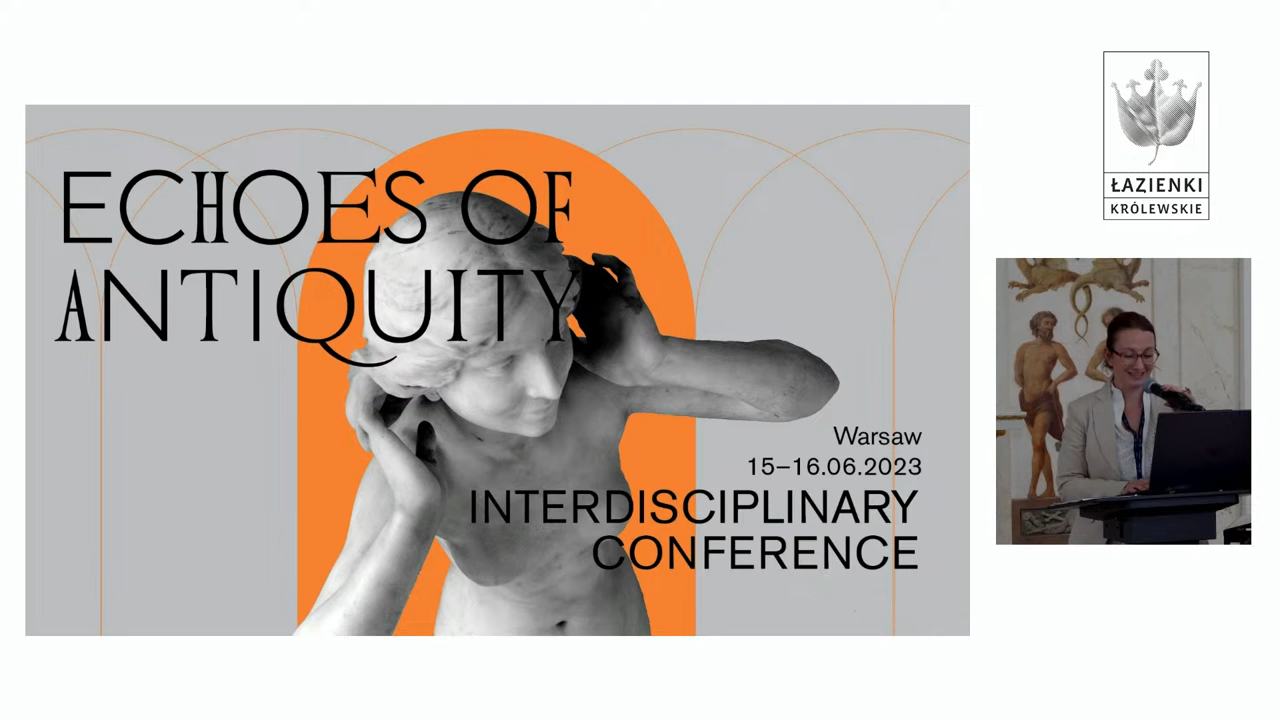 ECHOES OF
ANTIQUITY
Warsaw
15–16.06.2023
INTERDISCIPLINARY
CONFERENCE
ŁAZIENKI
KRÓLEWSKIE